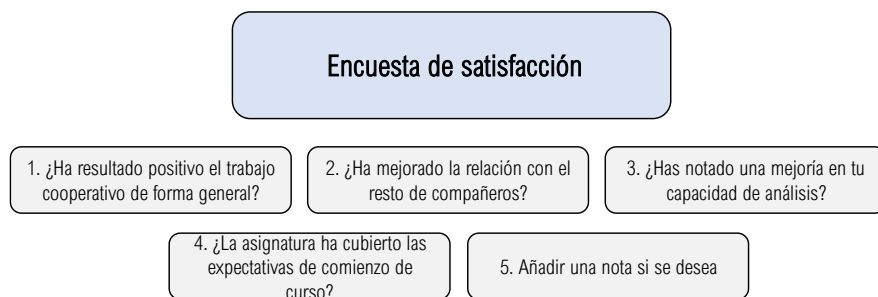 Encuesta de satisfacción
1. ¿Ha resultado positivo el trabajo
cooperativo de forma general?
2. ¿Ha mejorado la relación con el
resto de compañeros?
3. ¿Has notado una mejoría en tu
capacidad de análisis?
4. ¿La asignatura ha cubierto las
expectativas de comienzo de
curso?
5. Añadir una nota si se desea